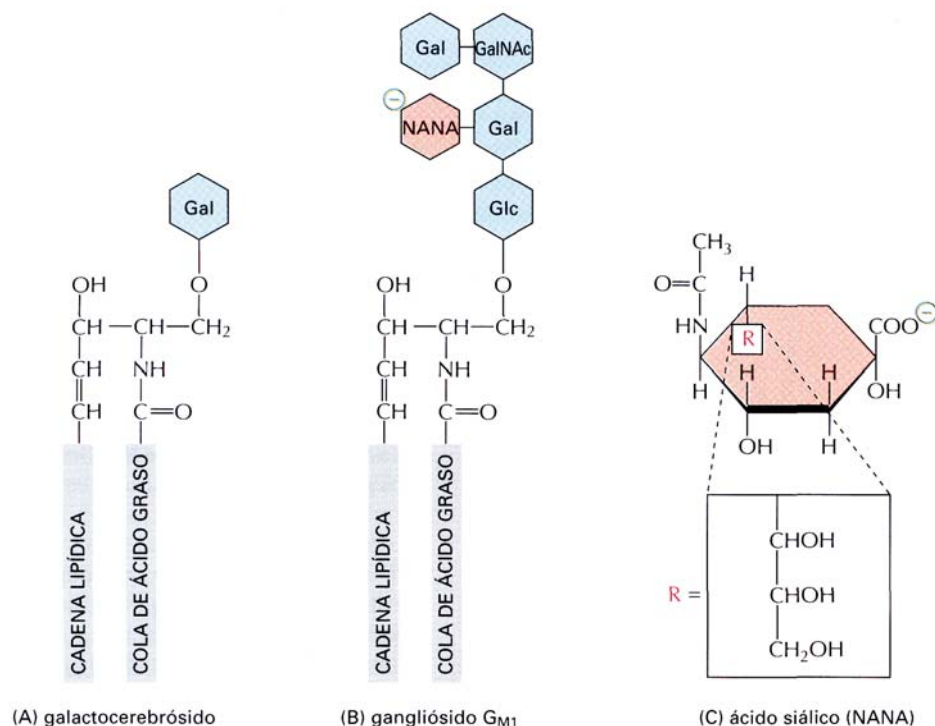 Gal
OH
O
CH
CH
CH₂
CH
NH
CH
C=O
CADENA LIPÍDICA
COLA DE ÁCIDO GRASO
(A) galactocerebrósido
Gal
GalNAc
−
NANA
Gal
Glc
OH
O
CH
CH
CH₂
CH
NH
CH
C=O
CADENA LIPÍDICA
COLA DE ÁCIDO GRASO
(B) gangliósido GM1
CH₃
O=C
H
HN
R
COO −
H
H
H
OH
OH
H
R =
CHOH
CHOH
CH₂OH
(C) ácido siálico (NANA)